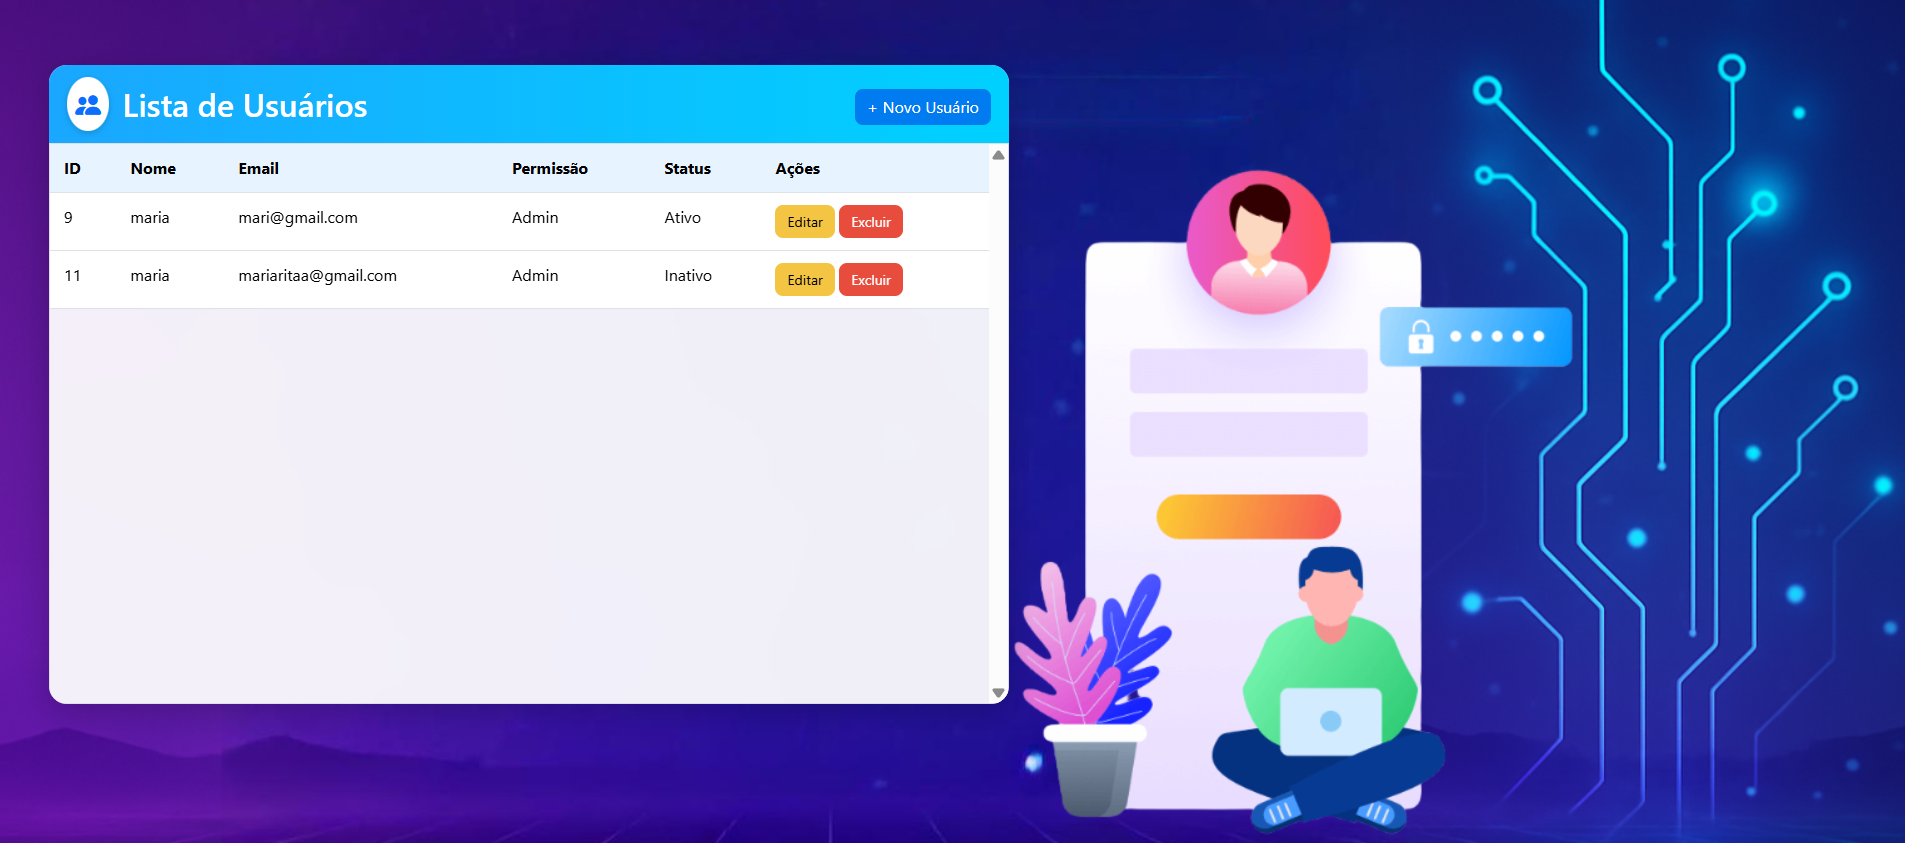 Lista de Usuários
+ Novo Usuário
ID Nome Email Permissão Status Ações
9 maria mari@gmail.com Admin Ativo Editar Excluir
11 maria mariaritaa@gmail.com Admin Inativo Editar Excluir